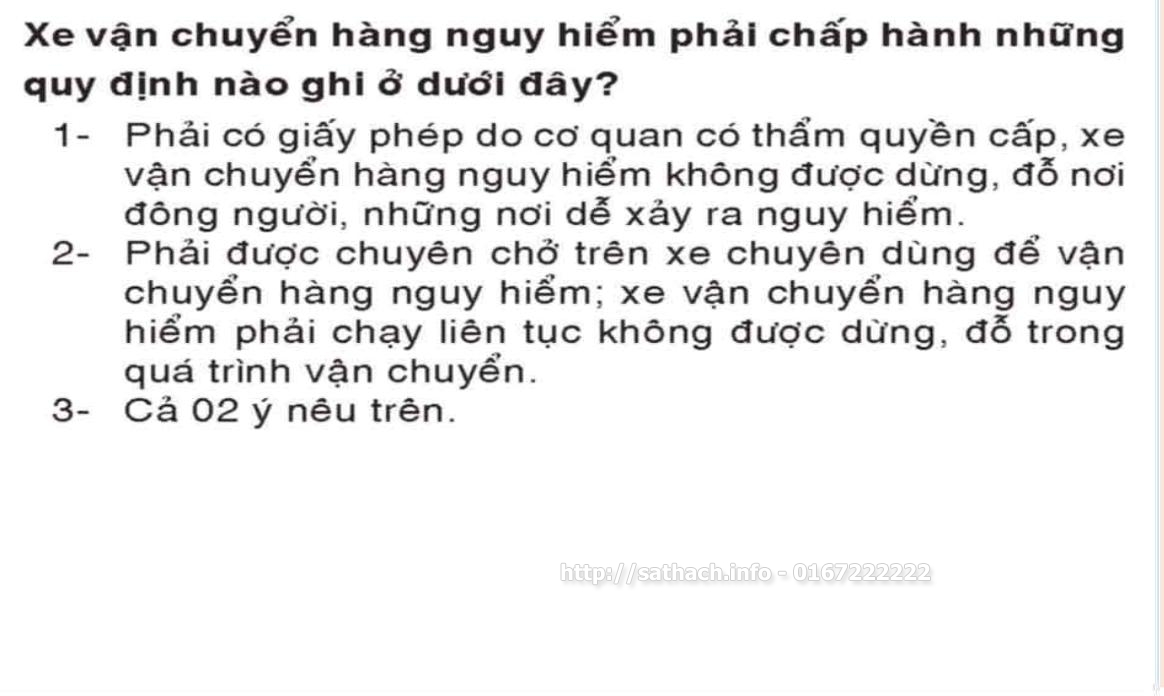 Xe vận chuyển hàng nguy hiểm phải chấp hành những
quy định nào ghi ở dưới đây?
1- Phải có giấy phép do cơ quan có thẩm quyền cấp, xe
vận chuyển hàng nguy hiểm không được dừng, đỗ nơi
đông người, những nơi dễ xảy ra nguy hiểm.
2- Phải được chuyên chở trên xe chuyên dùng để vận
chuyển hàng nguy hiểm; xe vận chuyển hàng nguy
hiểm phải chạy liên tục không được dừng, đỗ trong
quá trình vận chuyển.
3- Cả 02 ý nêu trên.
http://sathach.info - 0167222222